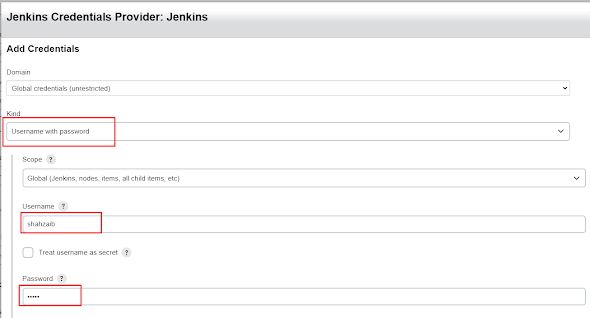 Jenkins Credentials Provider: Jenkins
Add Credentials
Domain
Global credentials (unrestricted)
Kind
Username with password
Scope ?
Global (Jenkins, nodes, items, all child items, etc)
Username ?
shahzaib
Treat username as secret ?
Password ?
•••••